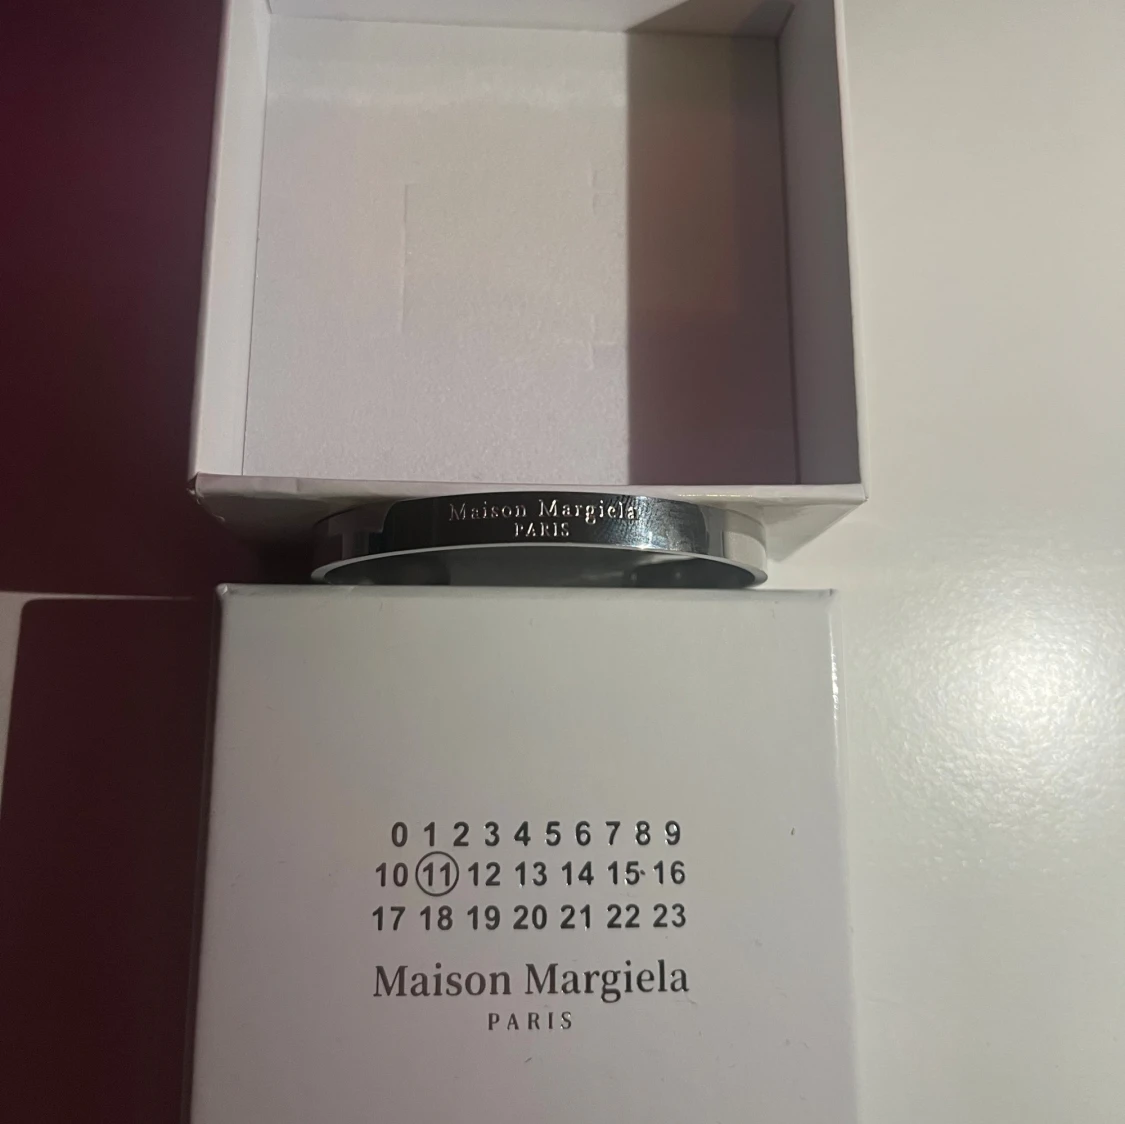 Maison Margiela
PARIS
0 1 2 3 4 5 6 7 8 9
10 11 12 13 14 15 16
17 18 19 20 21 22 23
Maison Margiela
PARIS